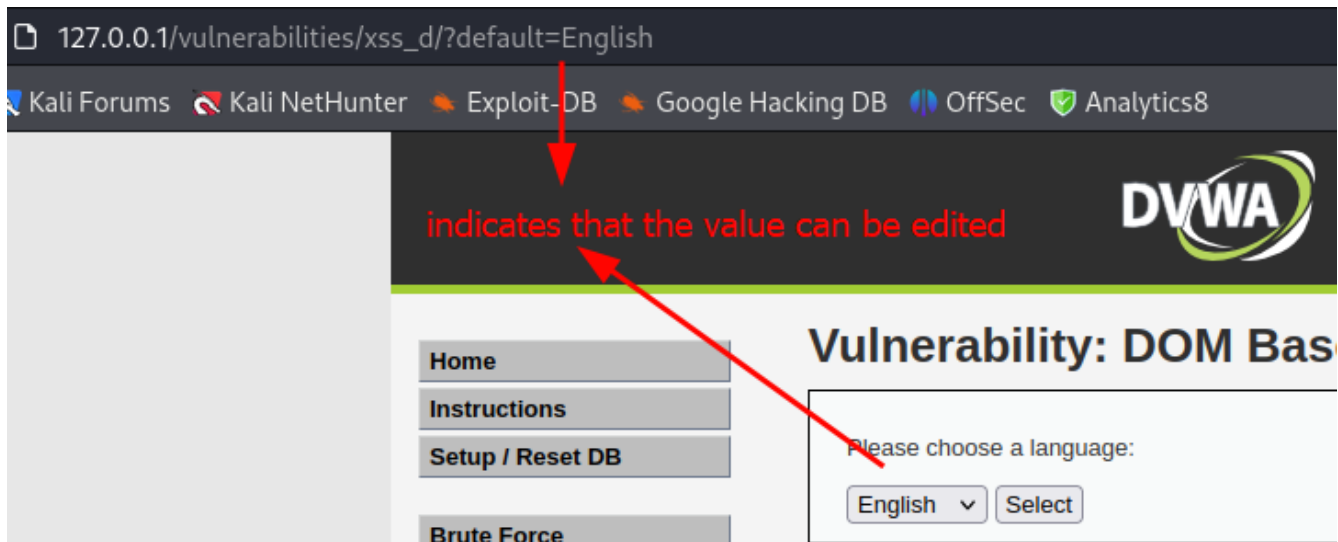 127.0.0.1/vulnerabilities/xss_d/?default=English
Kali Forums Kali NetHunter Exploit-DB Google Hacking DB OffSec Analytics8
DVWA
indicates that the value can be edited
Vulnerability: DOM Bas
Home
Instructions
Setup / Reset DB
Please choose a language:
English Select
Brute Force